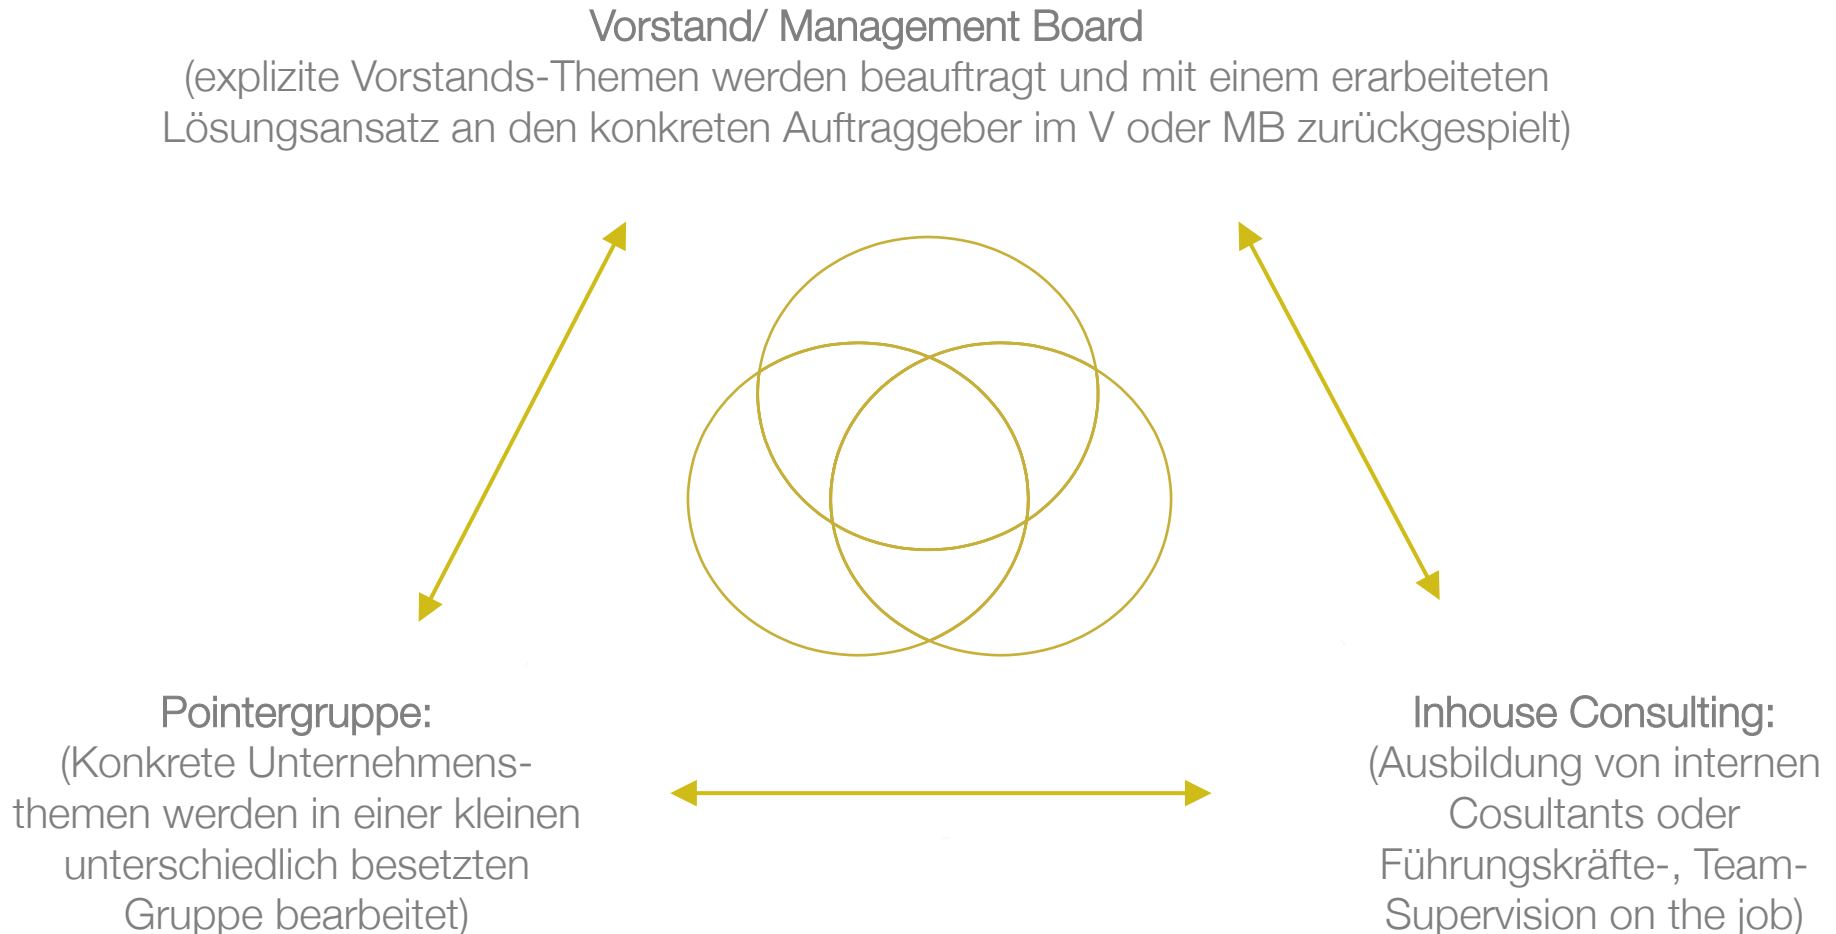 Vorstand/ Management Board
(explizite Vorstands-Themen werden beauftragt und mit einem erarbeiteten
Lösungsansatz an den konkreten Auftraggeber im V oder MB zurückgespielt)
Pointergruppe:
(Konkrete Unternehmens-
themen werden in einer kleinen
unterschiedlich besetzten
Gruppe bearbeitet)
Inhouse Consulting:
(Ausbildung von internen
Cosultants oder
Führungskräfte-, Team-
Supervision on the job)